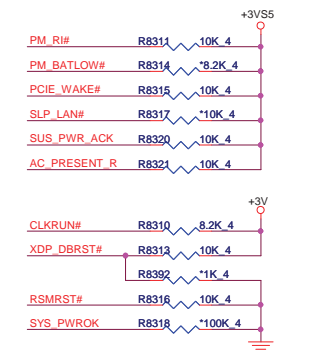 +3VS5
PM_RI# R8311 10K_4
PM_BATLOW# R8314 *8.2K_4
PCIE_WAKE# R8315 10K_4
SLP_LAN# R8317 *10K_4
SUS_PWR_ACK R8320 10K_4
AC_PRESENT_R R8321 10K_4
+3V
CLKRUN# R8310 8.2K_4
XDP_DBRST# R8313 10K_4
R8392 *1K_4
RSMRST# R8316 10K_4
SYS_PWROK R8318 *100K_4